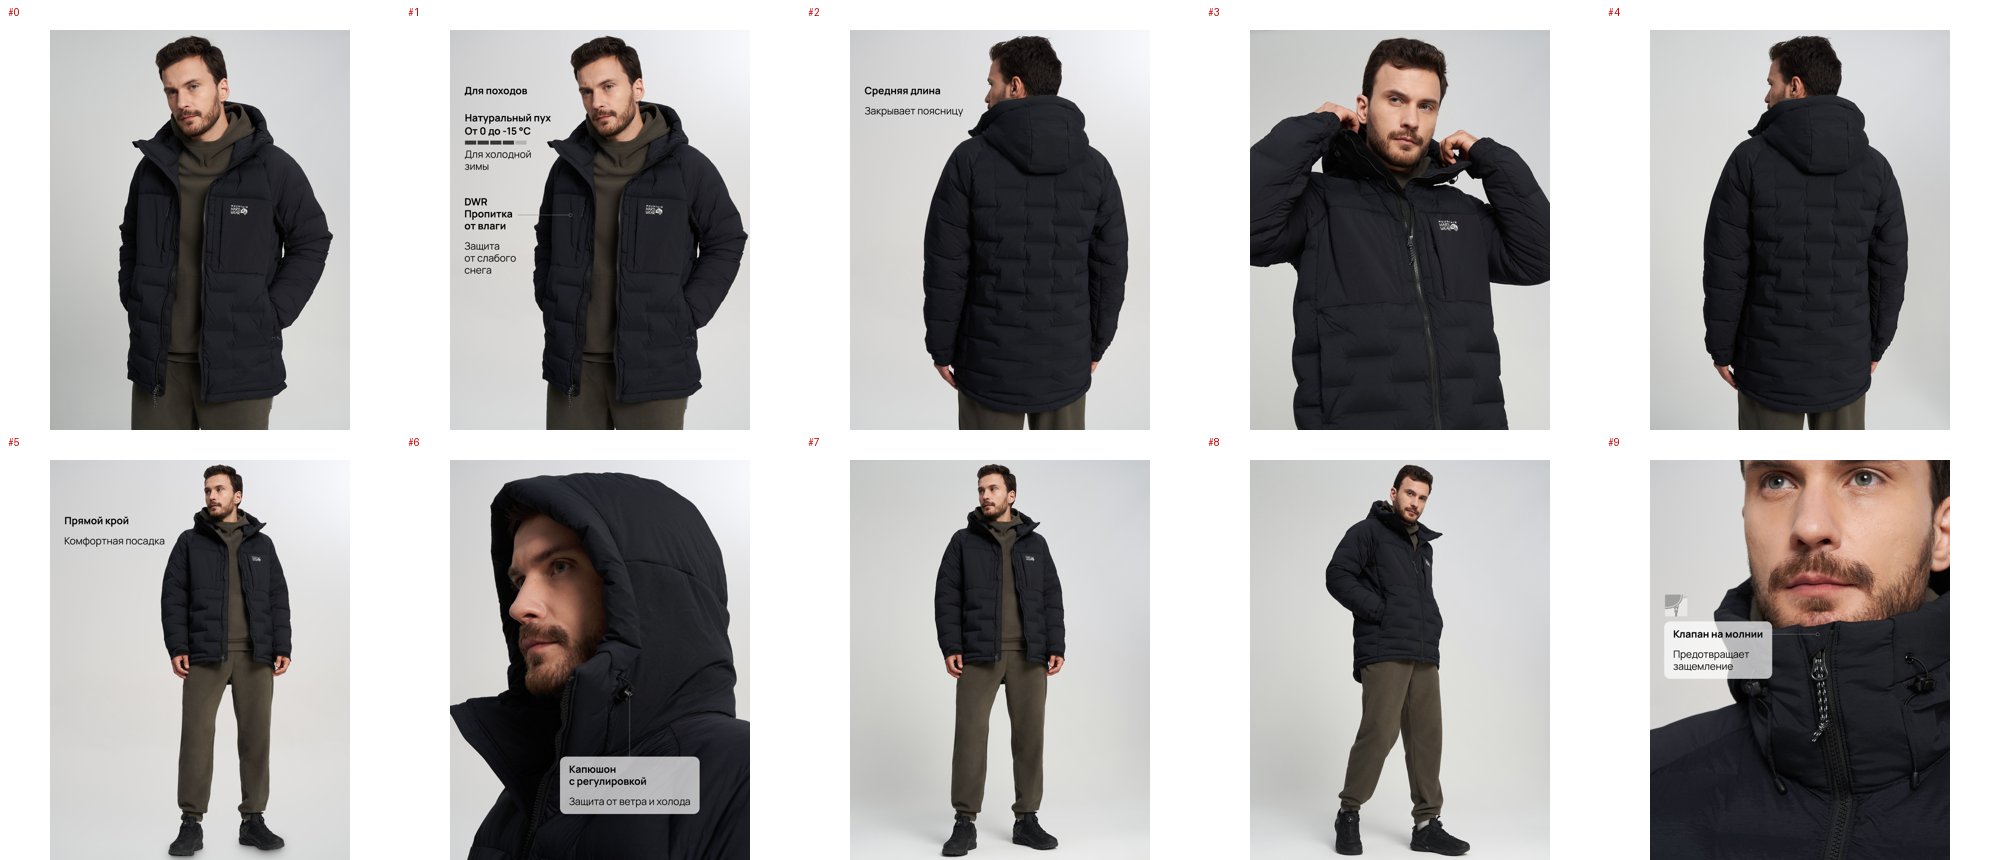 #0
#1
#2
#3
#4
Для походов
Натуральный пух
От 0 до -15 °C
Для холодной
зимы
DWR
Пропитка
от влаги
Защита
от слабого
снега
Средняя длина
Закрывает поясницу
#5
#6
#7
#8
#9
Прямой крой
Комфортная посадка
Капюшон
с регулировкой
Защита от ветра и холода
Клапан на молнии
Предотвращает
защемление